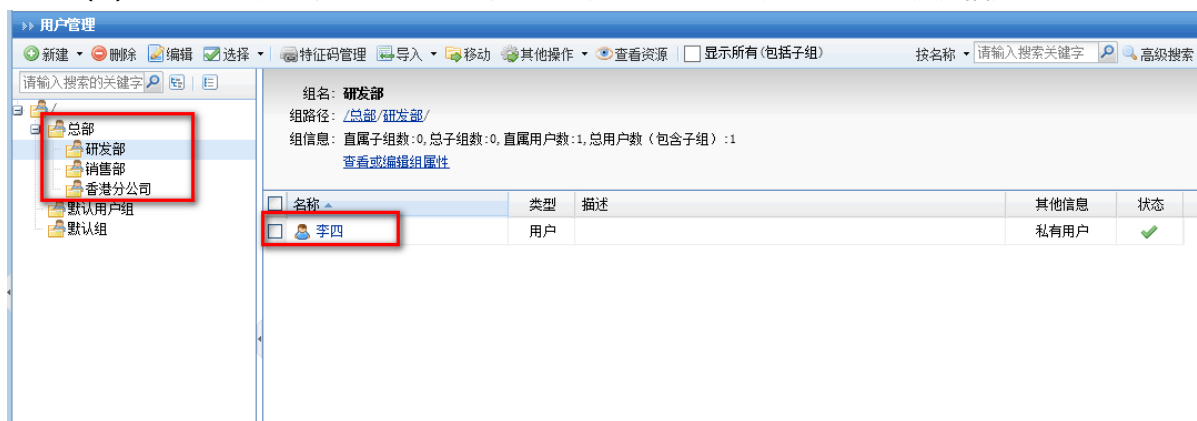 >> 用户管理
新建 删除 编辑 选择 特征码管理 导入 移动 其他操作 查看资源 显示所有(包括子组) 按名称 请输入搜索关键字 高级搜索
请输入搜索的关键字
/
总部
研发部
销售部
香港分公司
默认用户组
默认组
组名: 研发部
组路径: /总部/研发部/
组信息: 直属子组数:0,总子组数:0,直属用户数:1,总用户数（包含子组）:1
查看或编辑组属性
名称 类型 描述 其他信息 状态
李四 用户 私有用户